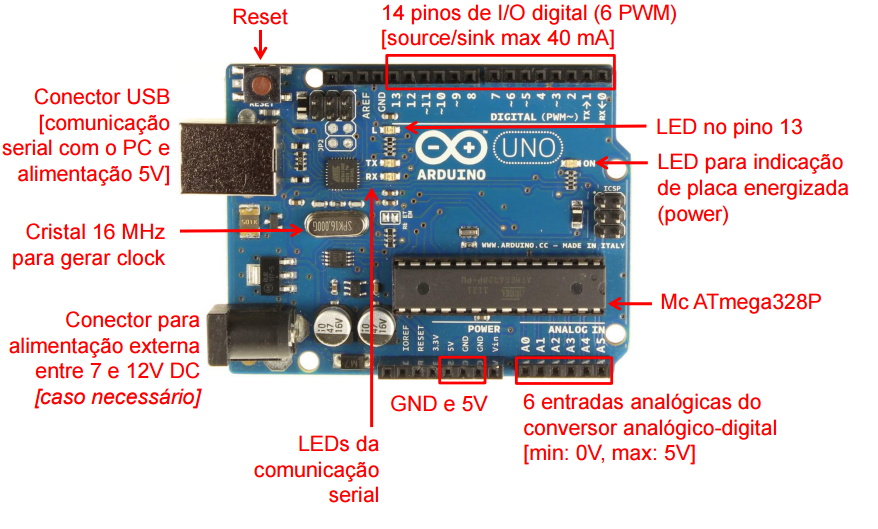 Reset
14 pinos de I/O digital (6 PWM)
[source/sink max 40 mA]
Conector USB
[comunicação
serial com o PC e
alimentação 5V]
Cristal 16 MHz
para gerar clock
Conector para
alimentação externa
entre 7 e 12V DC
[caso necessário]
LEDs da
comunicação
serial
GND e 5V
6 entradas analógicas do
conversor analógico-digital
[min: 0V, max: 5V]
Mc ATmega328P
LED para indicação
de placa energizada
(power)
LED no pino 13
RESET
AREF
GND
13
12
~11
~10
~9
8
7
~6
~5
4
~3
2
TX→1
RX←0
DIGITAL (PWM~)
TX
RX
ARDUINO
UNO
ON
ICSP
SPK16.000G
WWW.ARDUINO.CC - MADE IN ITALY
47
16V
47
16V
POWER
ANALOG IN
IOREF
RESET
3.3V
5V
GND
GND
Vin
A0
A1
A2
A3
A4
A5